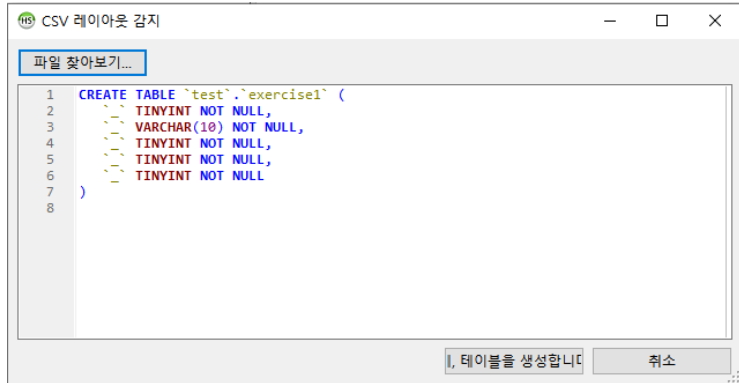 HS CSV 레이아웃 감지
파일 찾아보기...
1 CREATE TABLE `test`.`exercise1` (
2 `_` TINYINT NOT NULL,
3 `_` VARCHAR(10) NOT NULL,
4 `_` TINYINT NOT NULL,
5 `_` TINYINT NOT NULL,
6 `_` TINYINT NOT NULL
7 )
8
, 테이블을 생성합니 취소